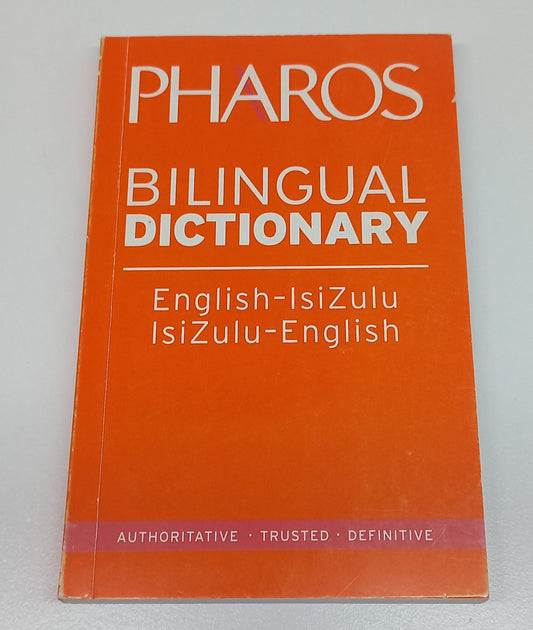 PHAROS
BILINGUAL
DICTIONARY
English-IsiZulu
IsiZulu-English
AUTHORITATIVE · TRUSTED · DEFINITIVE